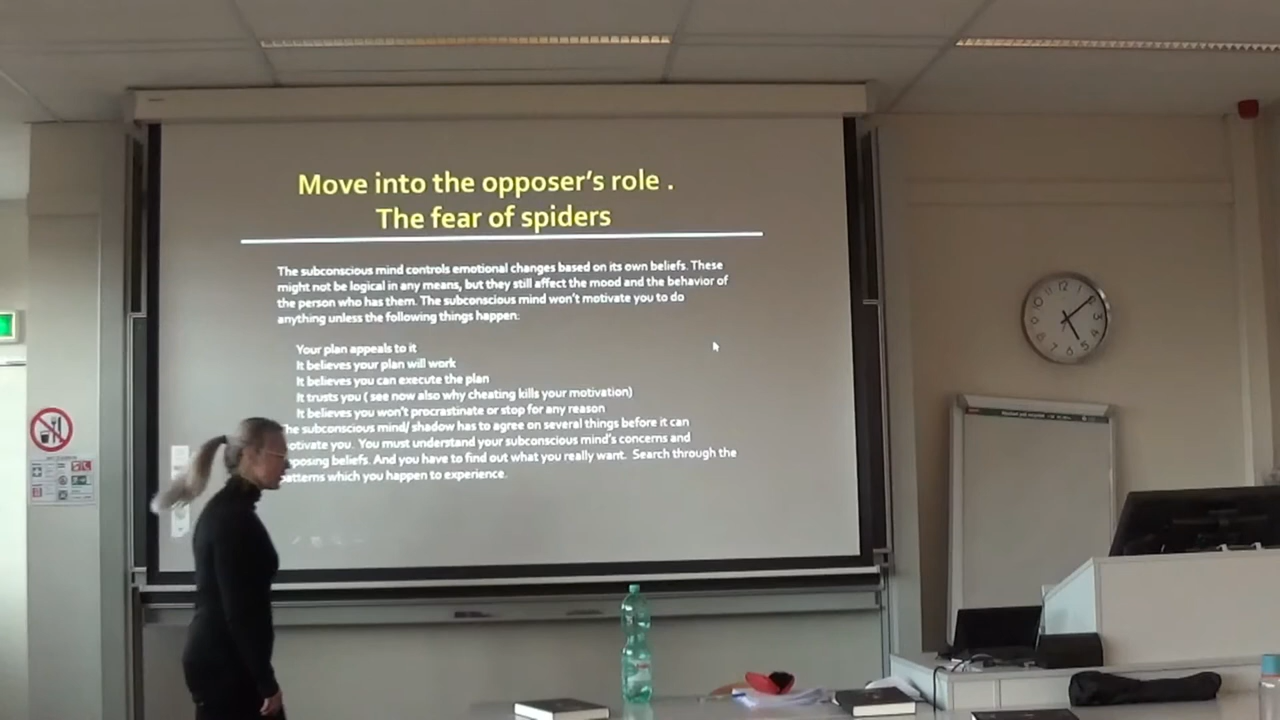 Move into the opposer's role .
The fear of spiders
The subconscious mind controls emotional changes based on its own beliefs. These
might not be logical in any means, but they still affect the mood and the behavior of
the person who has them. The subconscious mind won't motivate you to do
anything unless the following things happen:
Your plan appeals to it
It believes your plan will work
It believes you can execute the plan
It trusts you ( see now also why cheating kills your motivation)
It believes you won't procrastinate or stop for any reason
The subconscious mind/ shadow has to agree on several things before it can
motivate you. You must understand your subconscious mind's concerns and
opposing beliefs. And you have to find out what you really want. Search through the
patterns which you happen to experience.